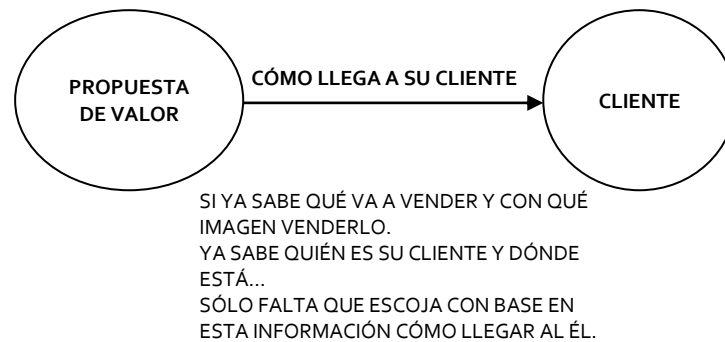 PROPUESTA
DE VALOR
CÓMO LLEGA A SU CLIENTE
CLIENTE
SI YA SABE QUÉ VA A VENDER Y CON QUÉ
IMAGEN VENDERLO.
YA SABE QUIÉN ES SU CLIENTE Y DÓNDE
ESTÁ...
SÓLO FALTA QUE ESCOJA CON BASE EN
ESTA INFORMACIÓN CÓMO LLEGAR AL ÉL.